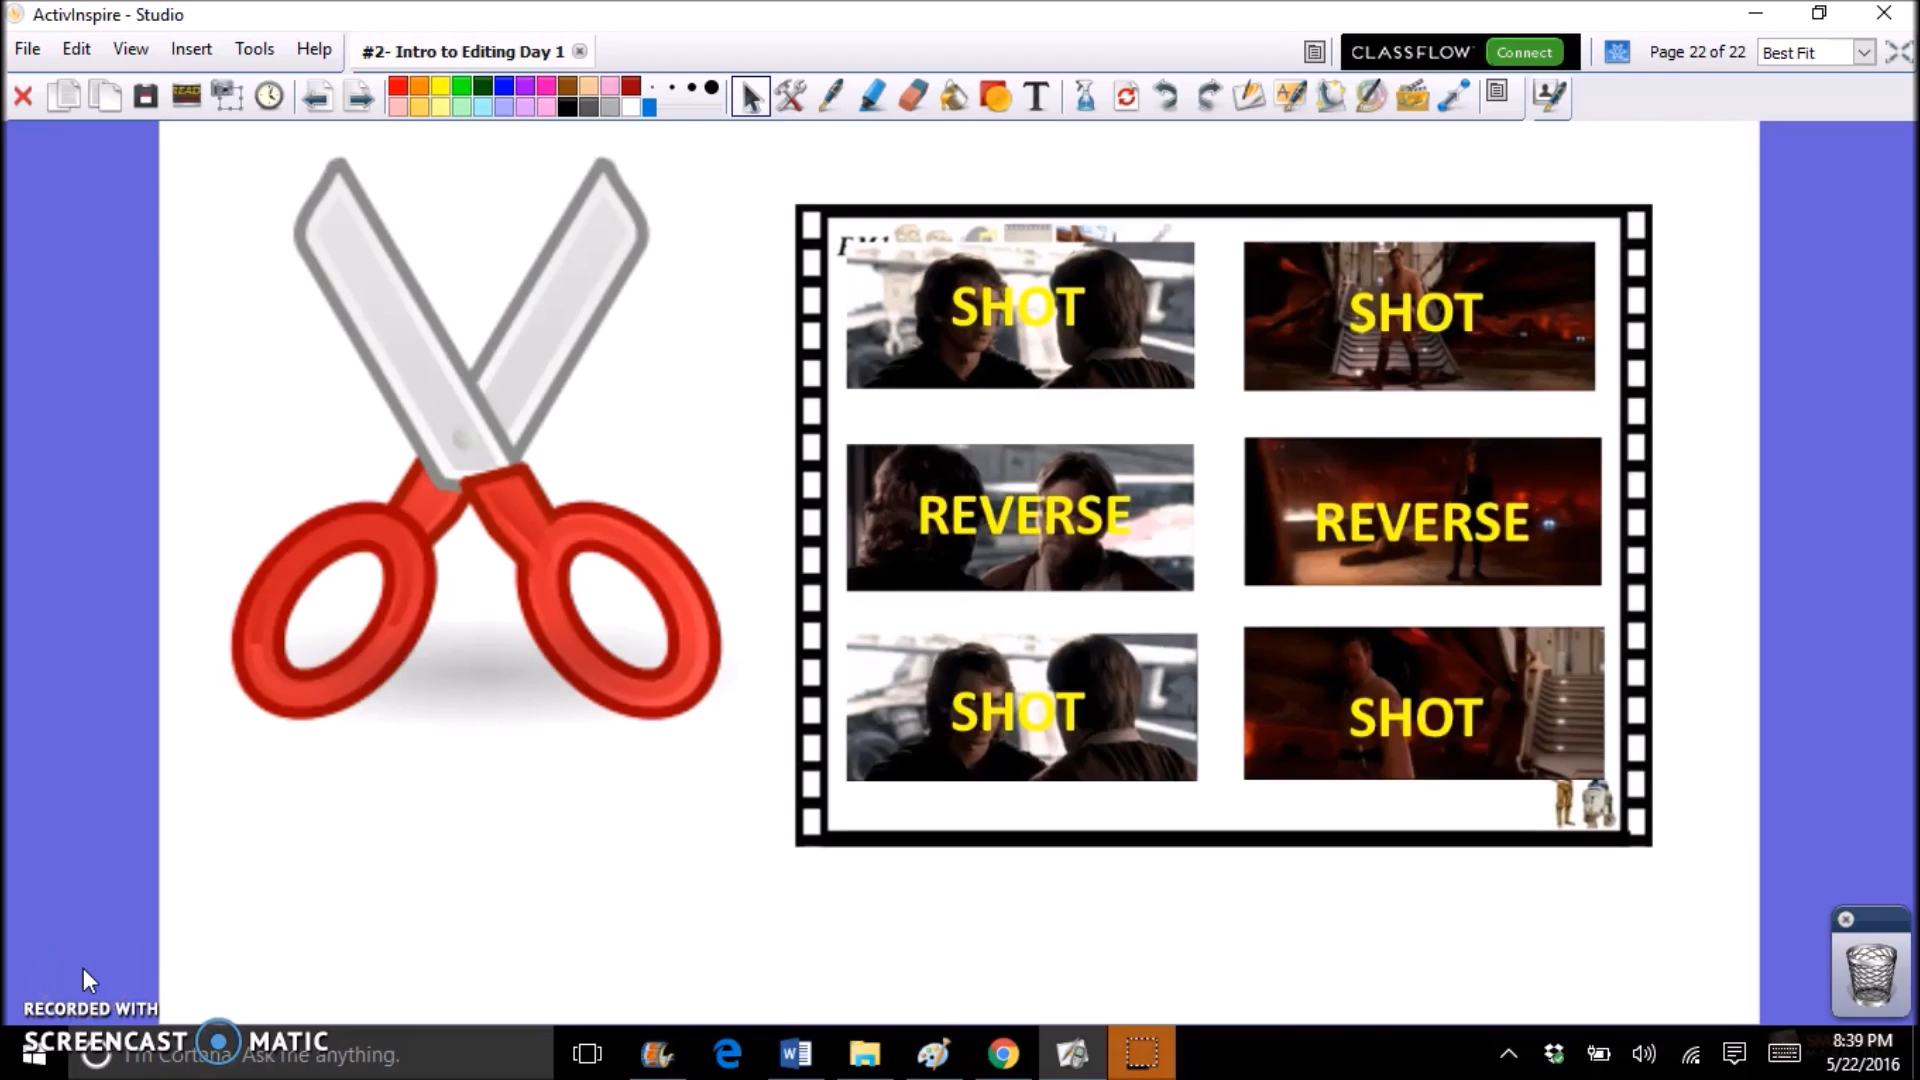 ActivInspire - Studio
File Edit View Insert Tools Help
#2- Intro to Editing Day 1
CLASSFLOW Connect
Page 22 of 22 Best Fit
READ
SHOT SHOT
REVERSE REVERSE
SHOT SHOT
RECORDED WITH
SCREENCAST MATIC
I'm Cortana. Ask me anything.
8:39 PM
5/22/2016